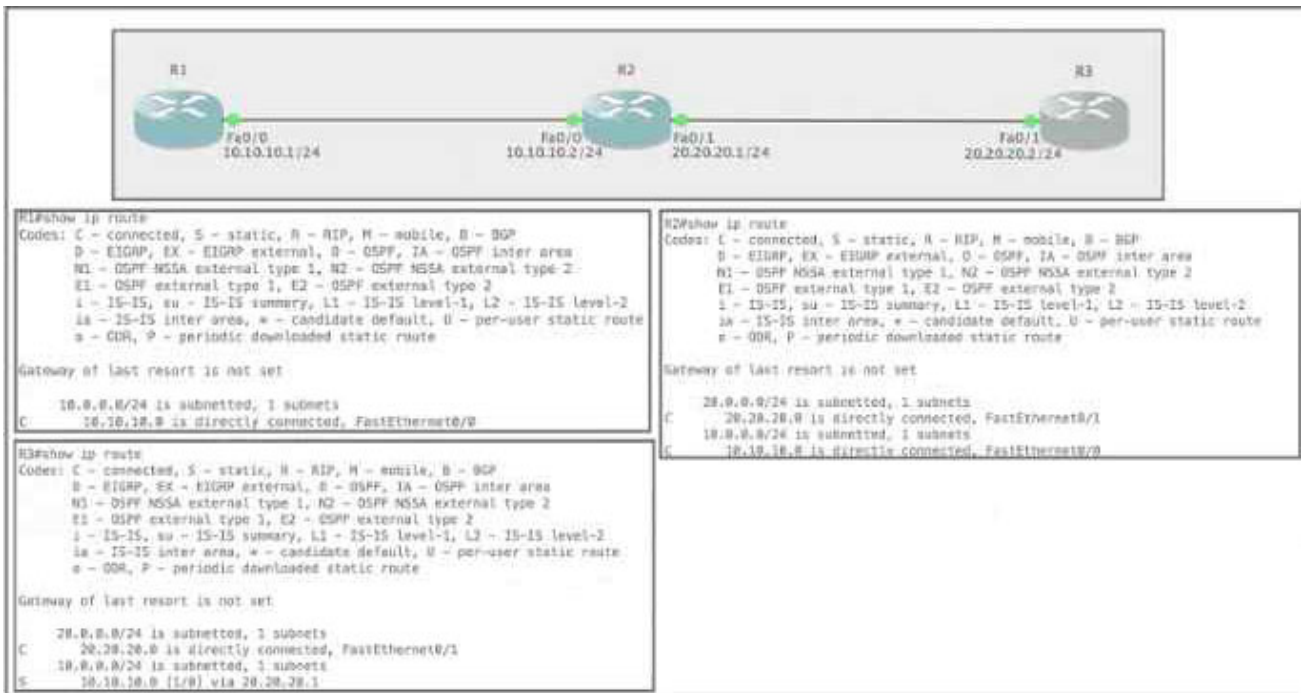 R1
R2
R3
Fa0/0
10.10.10.1/24
Fa0/0
10.10.10.2/24
Fa0/1
20.20.20.1/24
Fa0/1
20.20.20.2/24
R1#show ip route
Codes: C - connected, S - static, R - RIP, M - mobile, B - BGP
D - EIGRP, EX - EIGRP external, O - OSPF, IA - OSPF inter area
N1 - OSPF NSSA external type 1, N2 - OSPF NSSA external type 2
E1 - OSPF external type 1, E2 - OSPF external type 2
i - IS-IS, su - IS-IS summary, L1 - IS-IS level-1, L2 - IS-IS level-2
ia - IS-IS inter area, * - candidate default, U - per-user static route
o - ODR, P - periodic downloaded static route
Gateway of last resort is not set
10.0.0.0/24 is subnetted, 1 subnets
C 10.10.10.0 is directly connected, FastEthernet0/0
R2#show ip route
Codes: C - connected, S - static, R - RIP, M - mobile, B - BGP
D - EIGRP, EX - EIGRP external, O - OSPF, IA - OSPF inter area
N1 - OSPF NSSA external type 1, N2 - OSPF NSSA external type 2
E1 - OSPF external type 1, E2 - OSPF external type 2
i - IS-IS, su - IS-IS summary, L1 - IS-IS level-1, L2 - IS-IS level-2
ia - IS-IS inter area, * - candidate default, U - per-user static route
o - ODR, P - periodic downloaded static route
Gateway of last resort is not set
20.0.0.0/24 is subnetted, 1 subnets
C 20.20.20.0 is directly connected, FastEthernet0/1
10.0.0.0/24 is subnetted, 1 subnets
C 10.10.10.0 is directly connected, FastEthernet0/0
R3#show ip route
Codes: C - connected, S - static, R - RIP, M - mobile, B - BGP
D - EIGRP, EX - EIGRP external, O - OSPF, IA - OSPF inter area
N1 - OSPF NSSA external type 1, N2 - OSPF NSSA external type 2
E1 - OSPF external type 1, E2 - OSPF external type 2
i - IS-IS, su - IS-IS summary, L1 - IS-IS level-1, L2 - IS-IS level-2
ia - IS-IS inter area, * - candidate default, U - per-user static route
o - ODR, P - periodic downloaded static route
Gateway of last resort is not set
20.0.0.0/24 is subnetted, 1 subnets
C 20.20.20.0 is directly connected, FastEthernet0/1
10.0.0.0/24 is subnetted, 1 subnets
S 10.10.10.0 [1/0] via 20.20.20.1